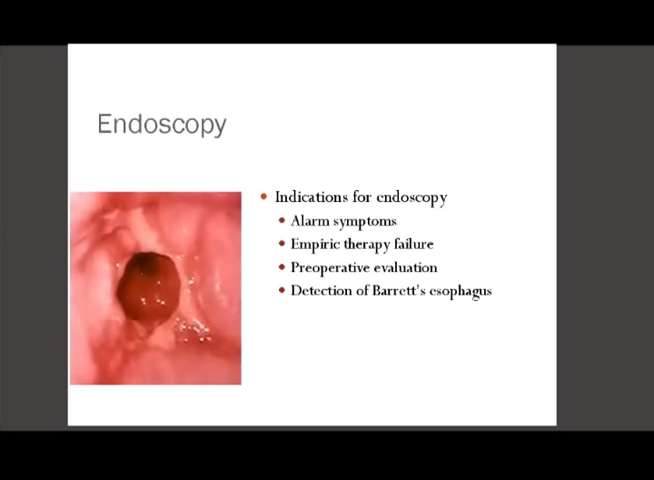 Endoscopy
Indications for endoscopy
Alarm symptoms
Empiric therapy failure
Preoperative evaluation
Detection of Barrett's esophagus